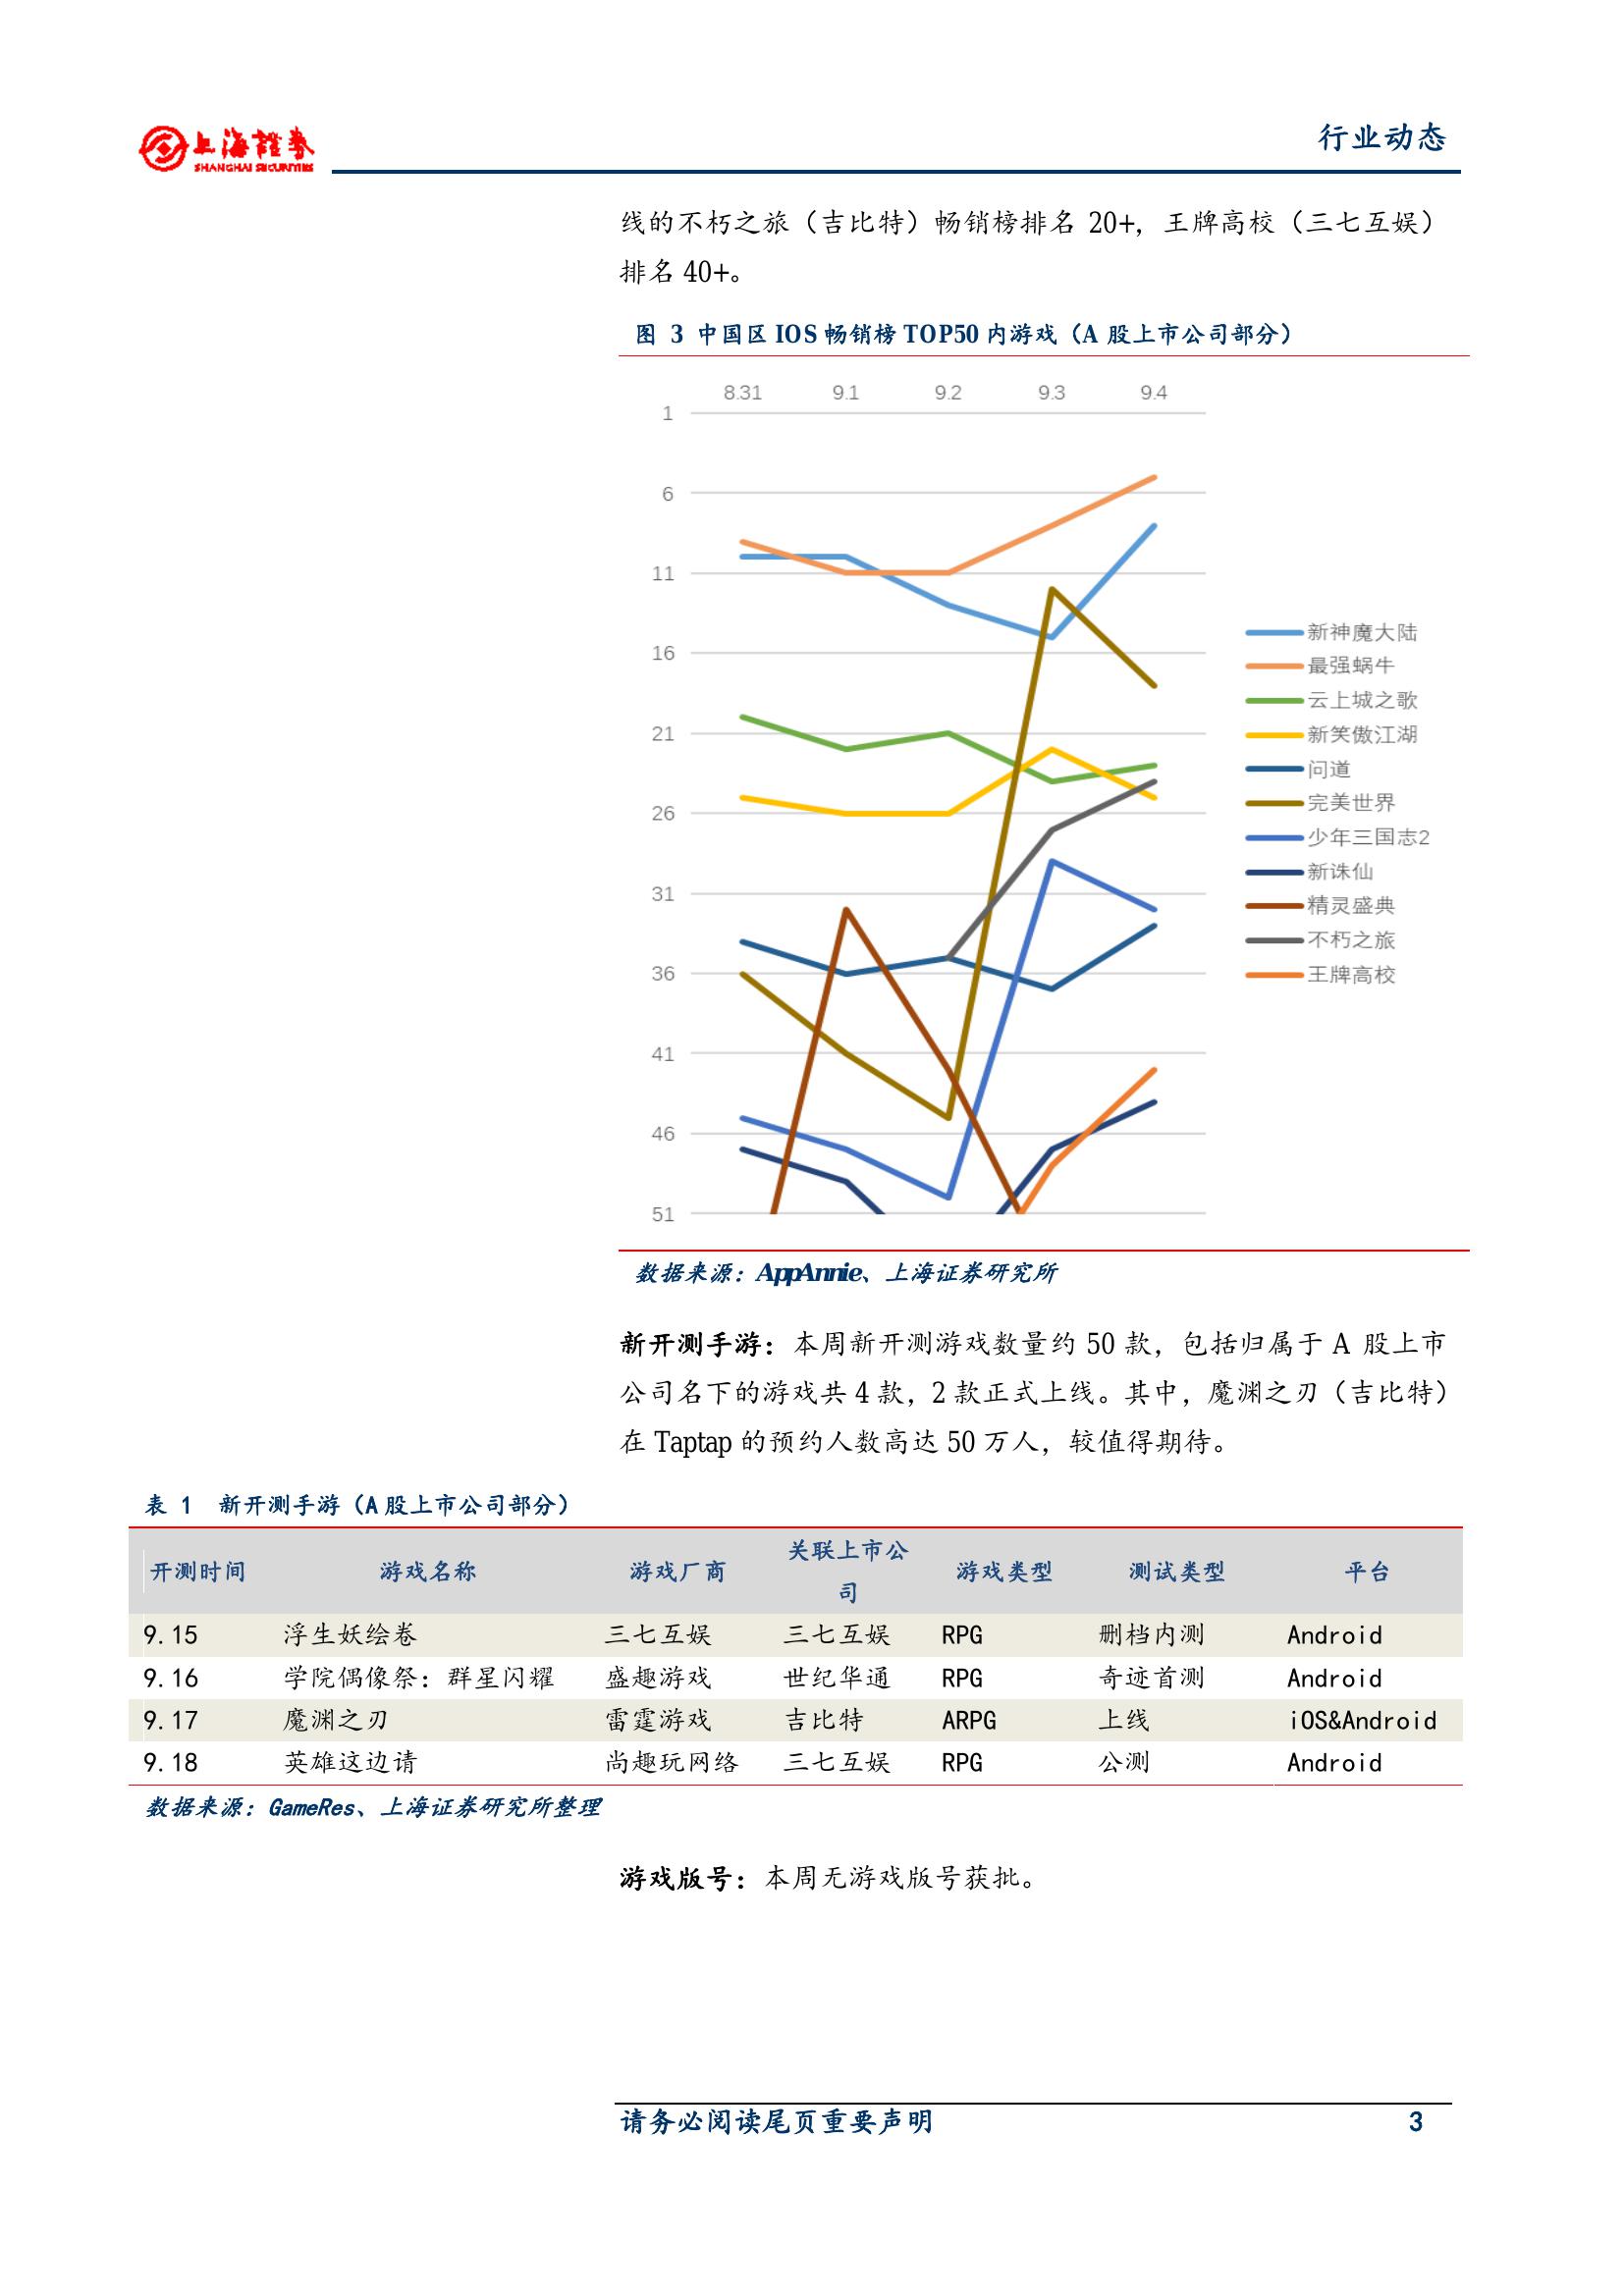 上海證券
SHANGHAI SECURITIES
行业动态
线的不朽之旅（吉比特）畅销榜排名 20+，王牌高校（三七互娱）
排名 40+。
图 3 中国区 IOS 畅销榜 TOP50 内游戏（A 股上市公司部分）
8.31 9.1 9.2 9.3 9.4
1
6
11
16
21
26
31
36
41
46
51
新神魔大陆
最强蜗牛
云上城之歌
新笑傲江湖
问道
完美世界
少年三国志2
新诛仙
精灵盛典
不朽之旅
王牌高校
数据来源：AppAnnie、上海证券研究所
新开测手游：本周新开测游戏数量约 50 款，包括归属于 A 股上市
公司名下的游戏共 4 款，2 款正式上线。其中，魔渊之刃（吉比特）
在 Taptap 的预约人数高达 50 万人，较值得期待。
表 1 新开测手游（A 股上市公司部分）
开测时间 游戏名称 游戏厂商 关联上市公 游戏类型 测试类型 平台
司
9.15 浮生妖绘卷 三七互娱 三七互娱 RPG 删档内测 Android
9.16 学院偶像祭：群星闪耀 盛趣游戏 世纪华通 RPG 奇迹首测 Android
9.17 魔渊之刃 雷霆游戏 吉比特 ARPG 上线 iOS&Android
9.18 英雄这边请 尚趣玩网络 三七互娱 RPG 公测 Android
数据来源：GameRes、上海证券研究所整理
游戏版号：本周无游戏版号获批。
请务必阅读尾页重要声明 3